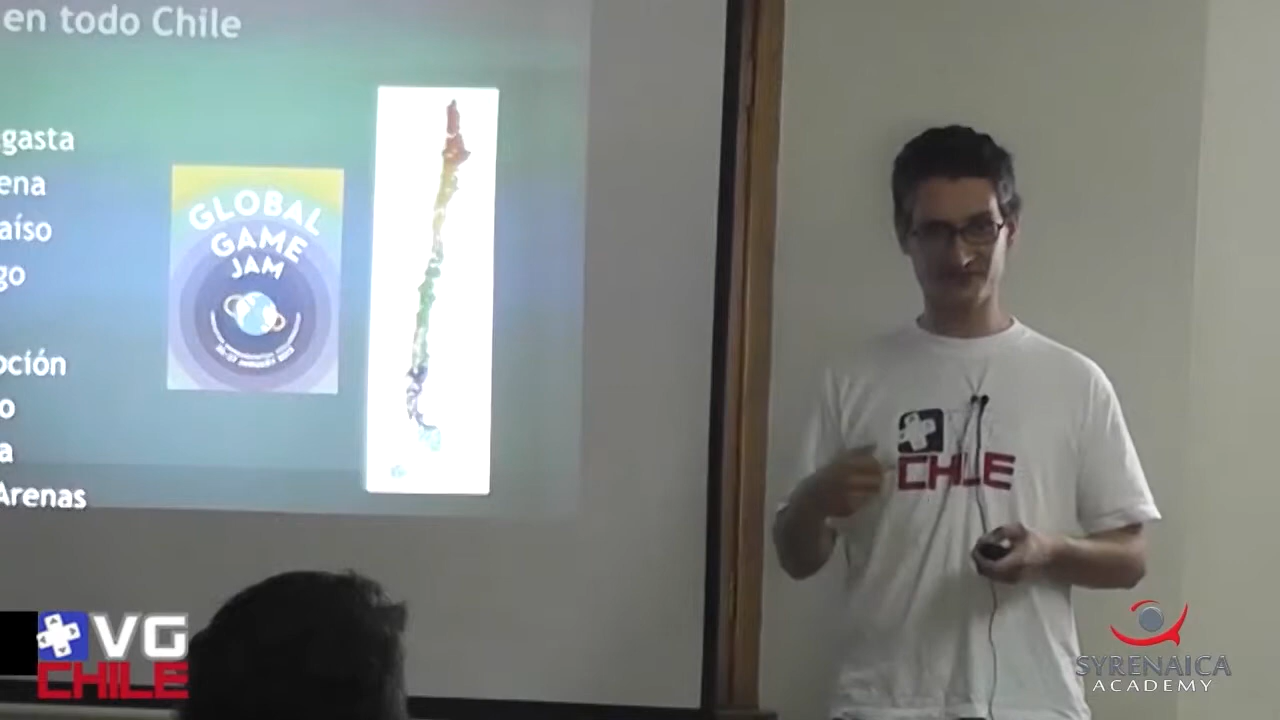 en todo Chile
gasta
ena
aíso
go
oción
o
a
Arenas
GLOBAL
GAME
JAM
CHILE
VG
CHILE
SYRENAICA
ACADEMY